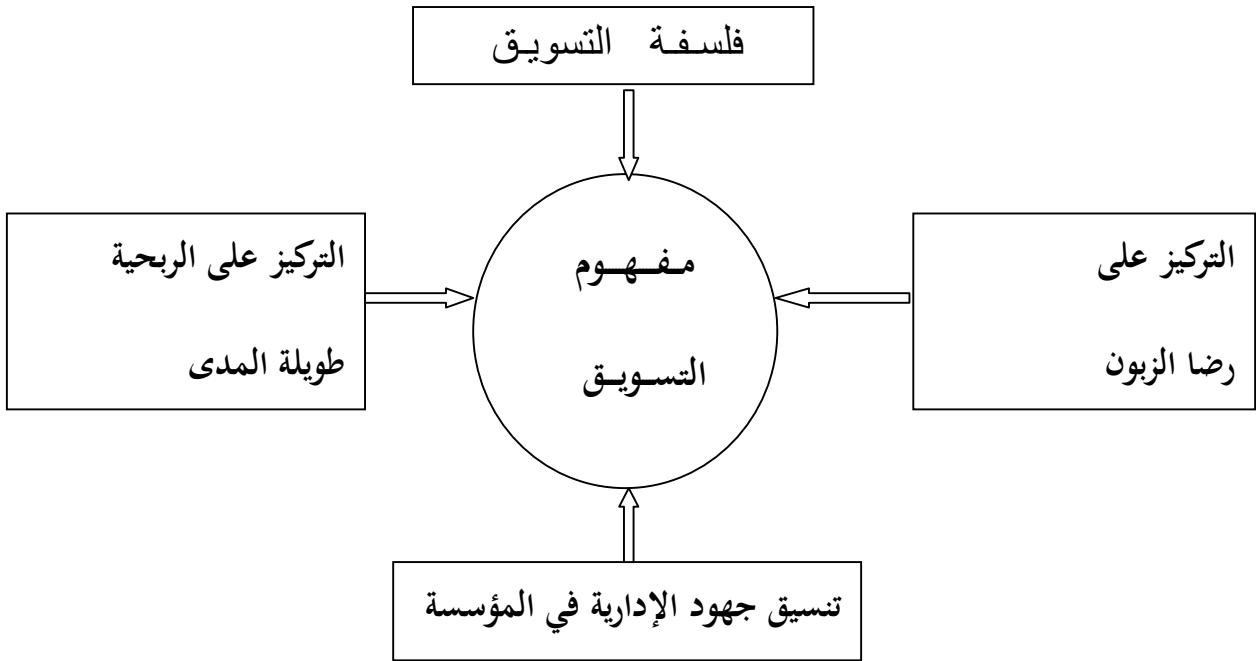 فلسفة التسويق
التركيز على
رضا الزبون
مفهوم
التسويق
التركيز على الربحية
طويلة المدى
تنسيق جهود الإدارية في المؤسسة